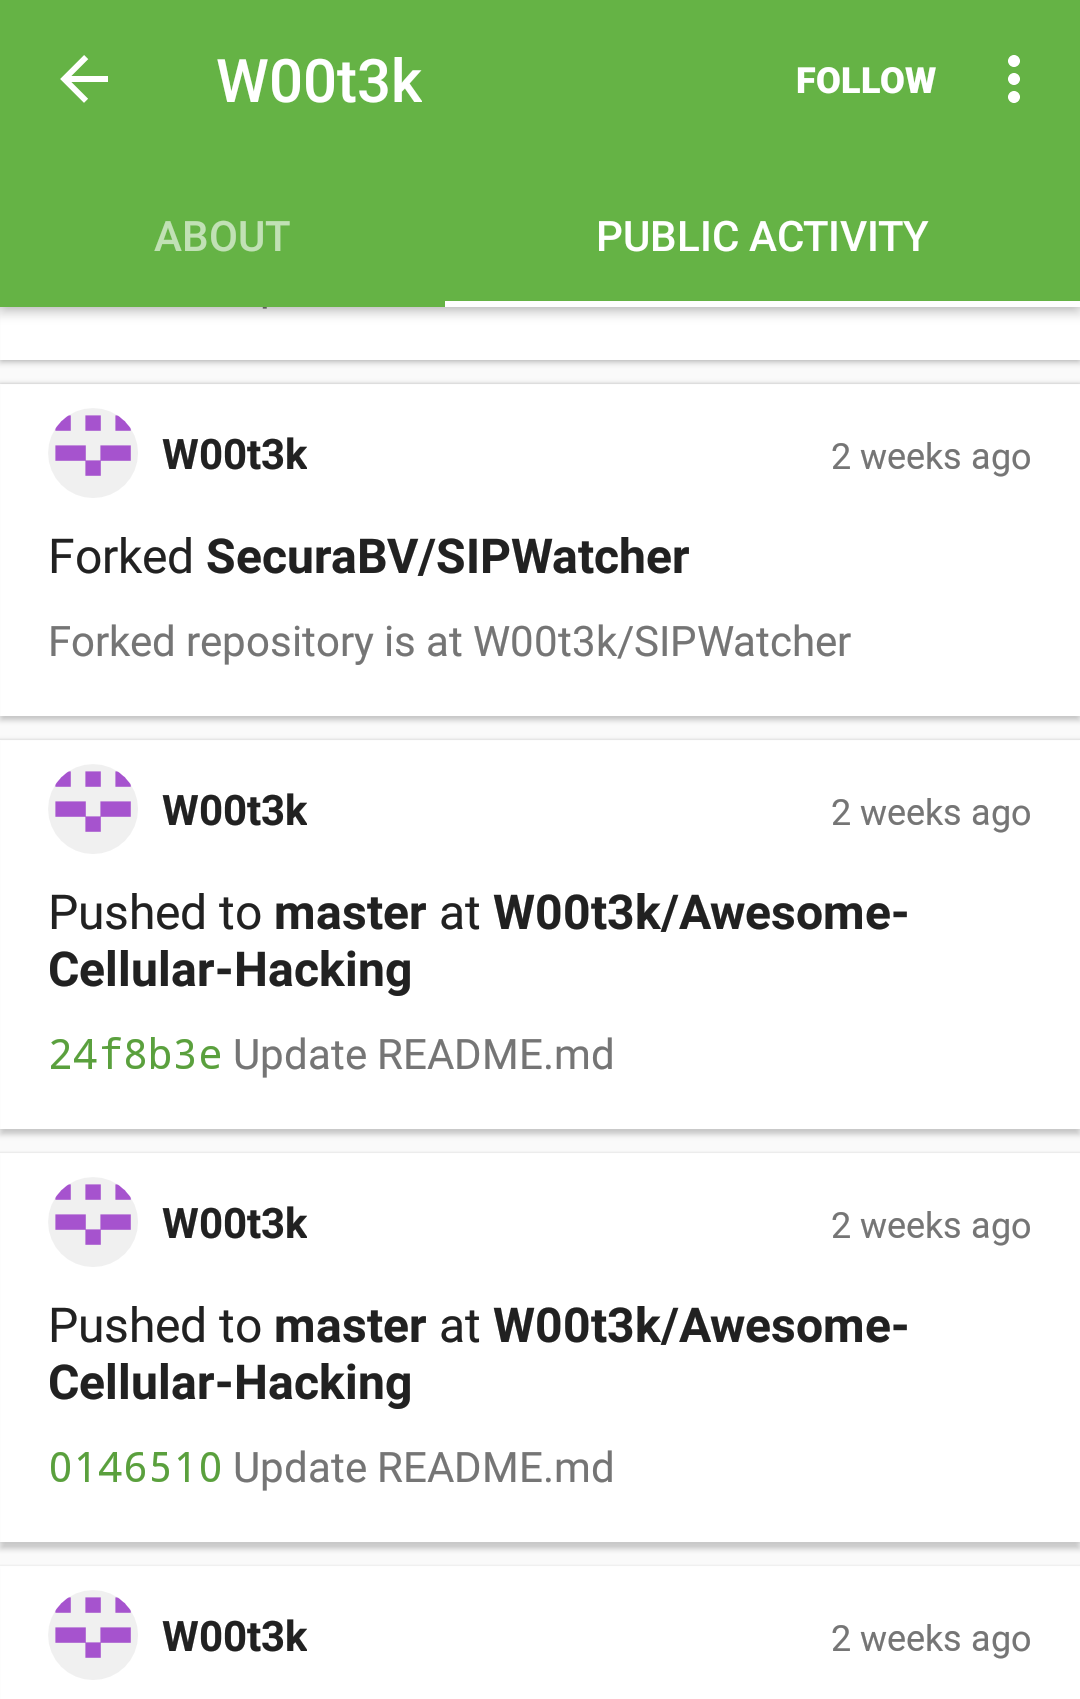 W00t3k FOLLOW
ABOUT PUBLIC ACTIVITY
W00t3k 2 weeks ago
Forked SecuraBV/SIPWatcher
Forked repository is at W00t3k/SIPWatcher
W00t3k 2 weeks ago
Pushed to master at W00t3k/Awesome-
Cellular-Hacking
24f8b3e Update README.md
W00t3k 2 weeks ago
Pushed to master at W00t3k/Awesome-
Cellular-Hacking
0146510 Update README.md
W00t3k 2 weeks ago